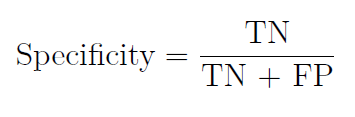 Specificity = TN / TN + FP